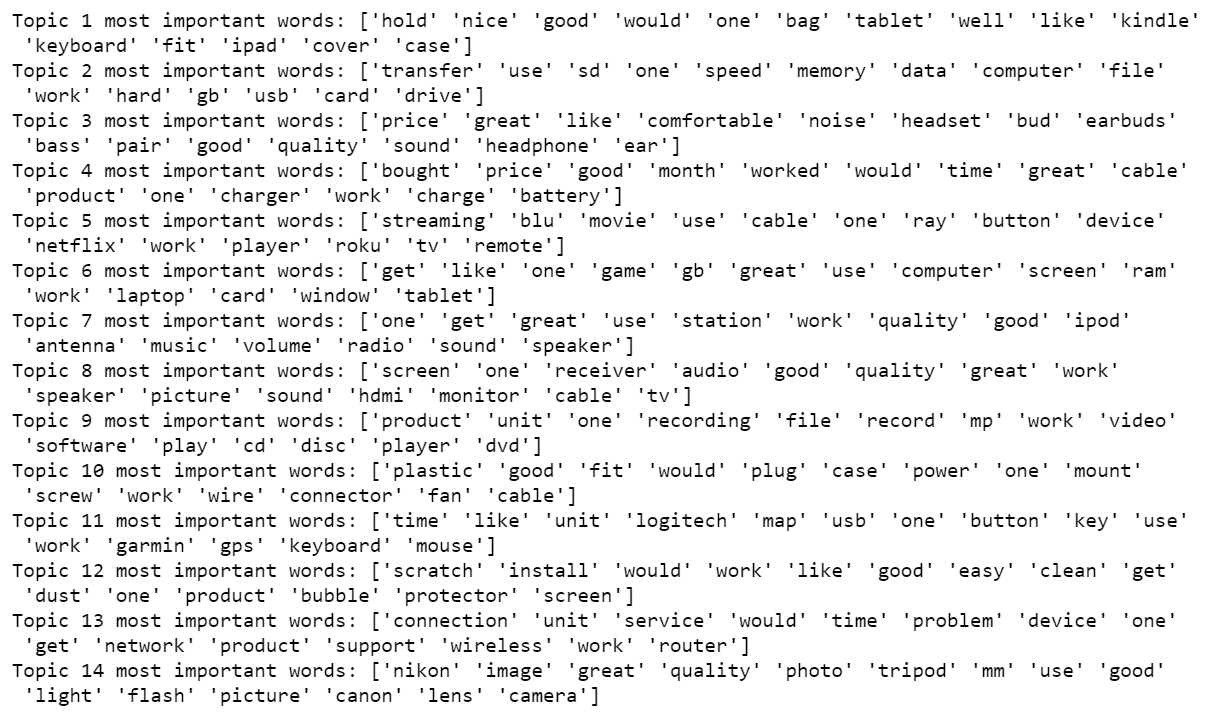 Topic 1 most important words: ['hold' 'nice' 'good' 'would' 'one' 'bag' 'tablet' 'well' 'like' 'kindle'
'keyboard' 'fit' 'ipad' 'cover' 'case']
Topic 2 most important words: ['transfer' 'use' 'sd' 'one' 'speed' 'memory' 'data' 'computer' 'file'
'work' 'hard' 'gb' 'usb' 'card' 'drive']
Topic 3 most important words: ['price' 'great' 'like' 'comfortable' 'noise' 'headset' 'bud' 'earbuds'
'bass' 'pair' 'good' 'quality' 'sound' 'headphone' 'ear']
Topic 4 most important words: ['bought' 'price' 'good' 'month' 'worked' 'would' 'time' 'great' 'cable'
'product' 'one' 'charger' 'work' 'charge' 'battery']
Topic 5 most important words: ['streaming' 'blu' 'movie' 'use' 'cable' 'one' 'ray' 'button' 'device'
'netflix' 'work' 'player' 'roku' 'tv' 'remote']
Topic 6 most important words: ['get' 'like' 'one' 'game' 'gb' 'great' 'use' 'computer' 'screen' 'ram'
'work' 'laptop' 'card' 'window' 'tablet']
Topic 7 most important words: ['one' 'get' 'great' 'use' 'station' 'work' 'quality' 'good' 'ipod'
'antenna' 'music' 'volume' 'radio' 'sound' 'speaker']
Topic 8 most important words: ['screen' 'one' 'receiver' 'audio' 'good' 'quality' 'great' 'work'
'speaker' 'picture' 'sound' 'hdmi' 'monitor' 'cable' 'tv']
Topic 9 most important words: ['product' 'unit' 'one' 'recording' 'file' 'record' 'mp' 'work' 'video'
'software' 'play' 'cd' 'disc' 'player' 'dvd']
Topic 10 most important words: ['plastic' 'good' 'fit' 'would' 'plug' 'case' 'power' 'one' 'mount'
'screw' 'work' 'wire' 'connector' 'fan' 'cable']
Topic 11 most important words: ['time' 'like' 'unit' 'logitech' 'map' 'usb' 'one' 'button' 'key' 'use'
'work' 'garmin' 'gps' 'keyboard' 'mouse']
Topic 12 most important words: ['scratch' 'install' 'would' 'work' 'like' 'good' 'easy' 'clean' 'get'
'dust' 'one' 'product' 'bubble' 'protector' 'screen']
Topic 13 most important words: ['connection' 'unit' 'service' 'would' 'time' 'problem' 'device' 'one'
'get' 'network' 'product' 'support' 'wireless' 'work' 'router']
Topic 14 most important words: ['nikon' 'image' 'great' 'quality' 'photo' 'tripod' 'mm' 'use' 'good'
'light' 'flash' 'picture' 'canon' 'lens' 'camera']